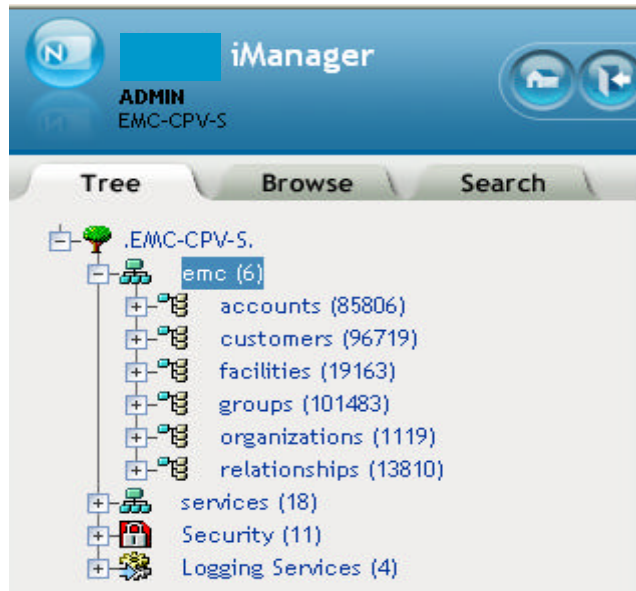 N
iManager
ADMIN
EMC-CPV-S
Tree Browse Search
.EMC-CPV-S.
emc (6)
accounts (85806)
customers (96719)
facilities (19163)
groups (101483)
organizations (1119)
relationships (13810)
services (18)
Security (11)
Logging Services (4)